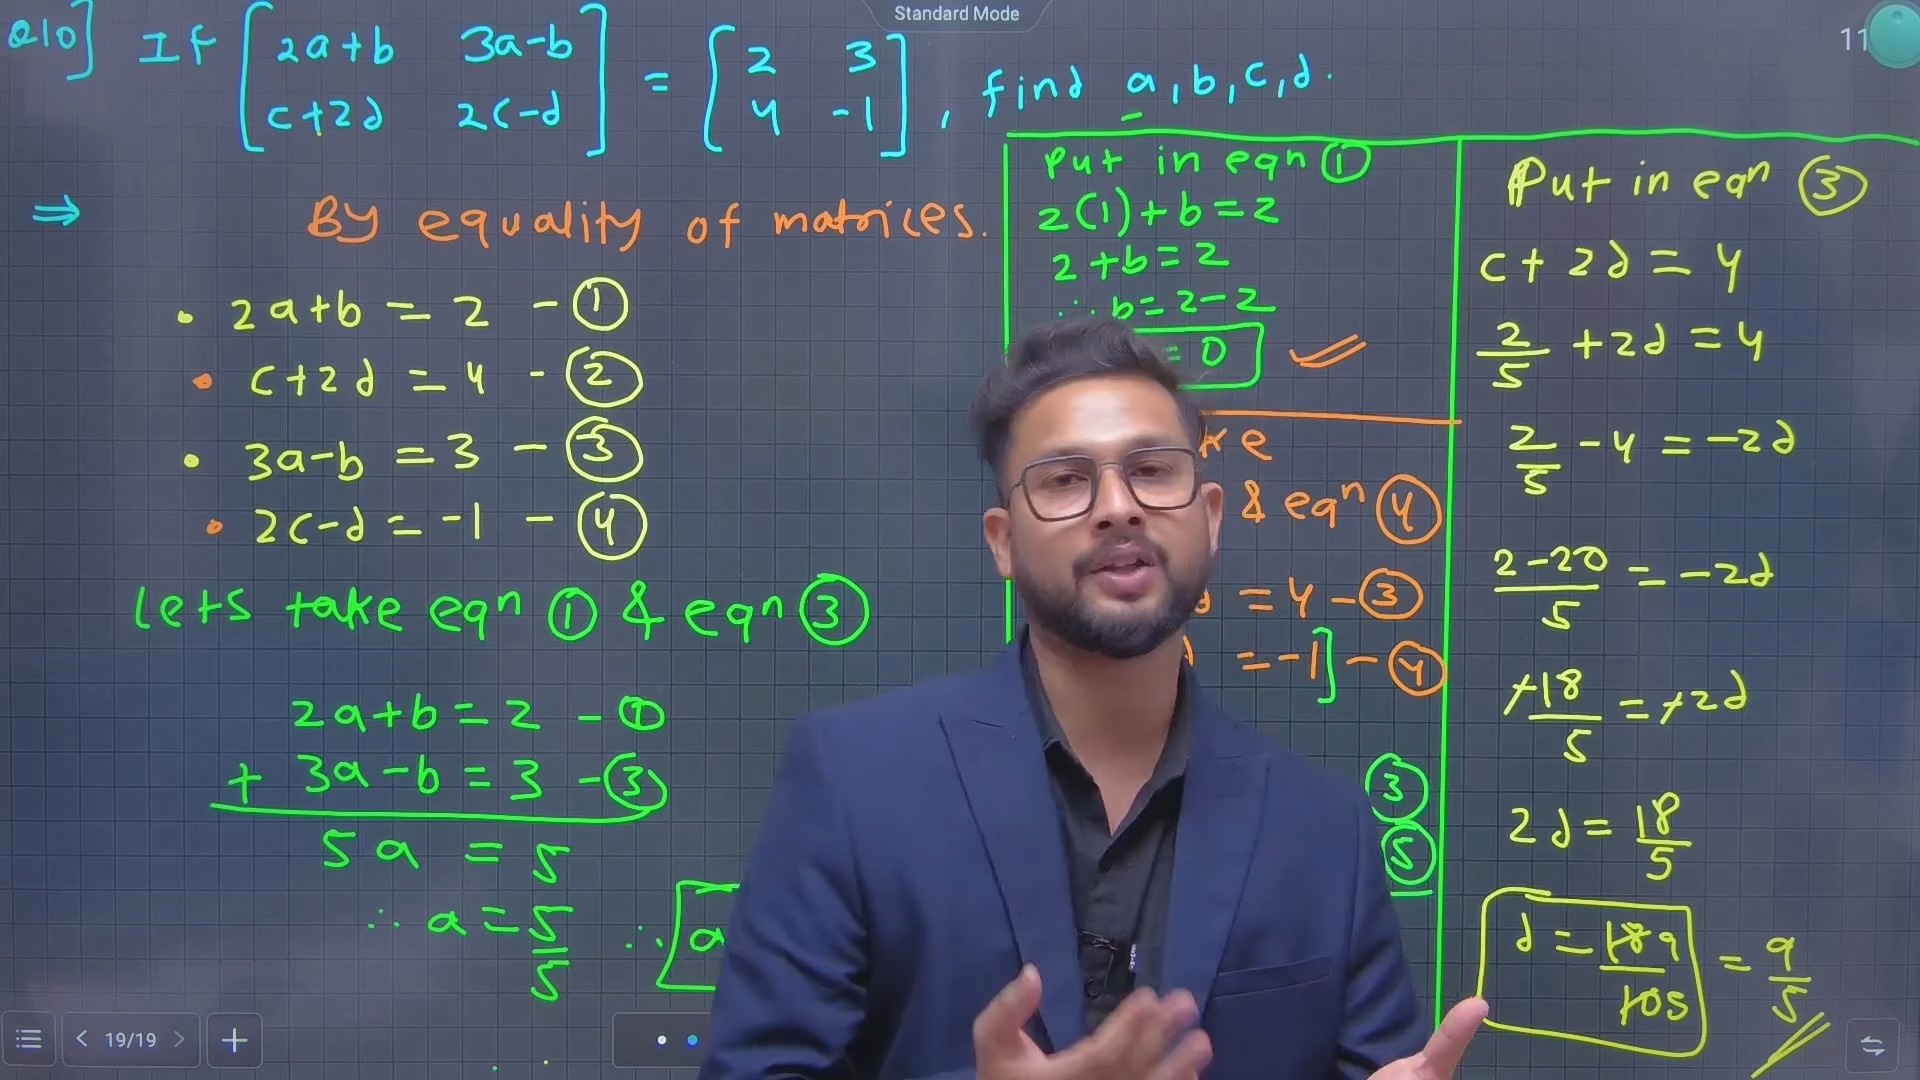 Standard Mode
11
Q10] If [2a+b 3a-b
c+2d 2c-d] = [2 3
4 -1], find a,b,c,d.
⇒ By equality of matrices.
• 2a+b = 2 - ①
• c+2d = 4 - ②
• 3a-b = 3 - ③
• 2c-d = -1 - ④
Lets take eqn ① & eqn ③
2a+b = 2 - ①
+ 3a-b = 3 - ③
5a = 5
∴ a = 5/5 ∴ a
Put in eqn ①
2(1)+b = 2
2+b = 2
∴ b = 2-2
= 0
& eqn ④
= 4 - ③
= -1] - ④
③
⑤
Put in eqn ③
c+2d = 4
2/5 +2d = 4
2/5 -4 = -2d
2-20/5 = -2d
-18/5 = -2d
2d = 18/5
d = 18 9/10 5 = 9/5
19/19